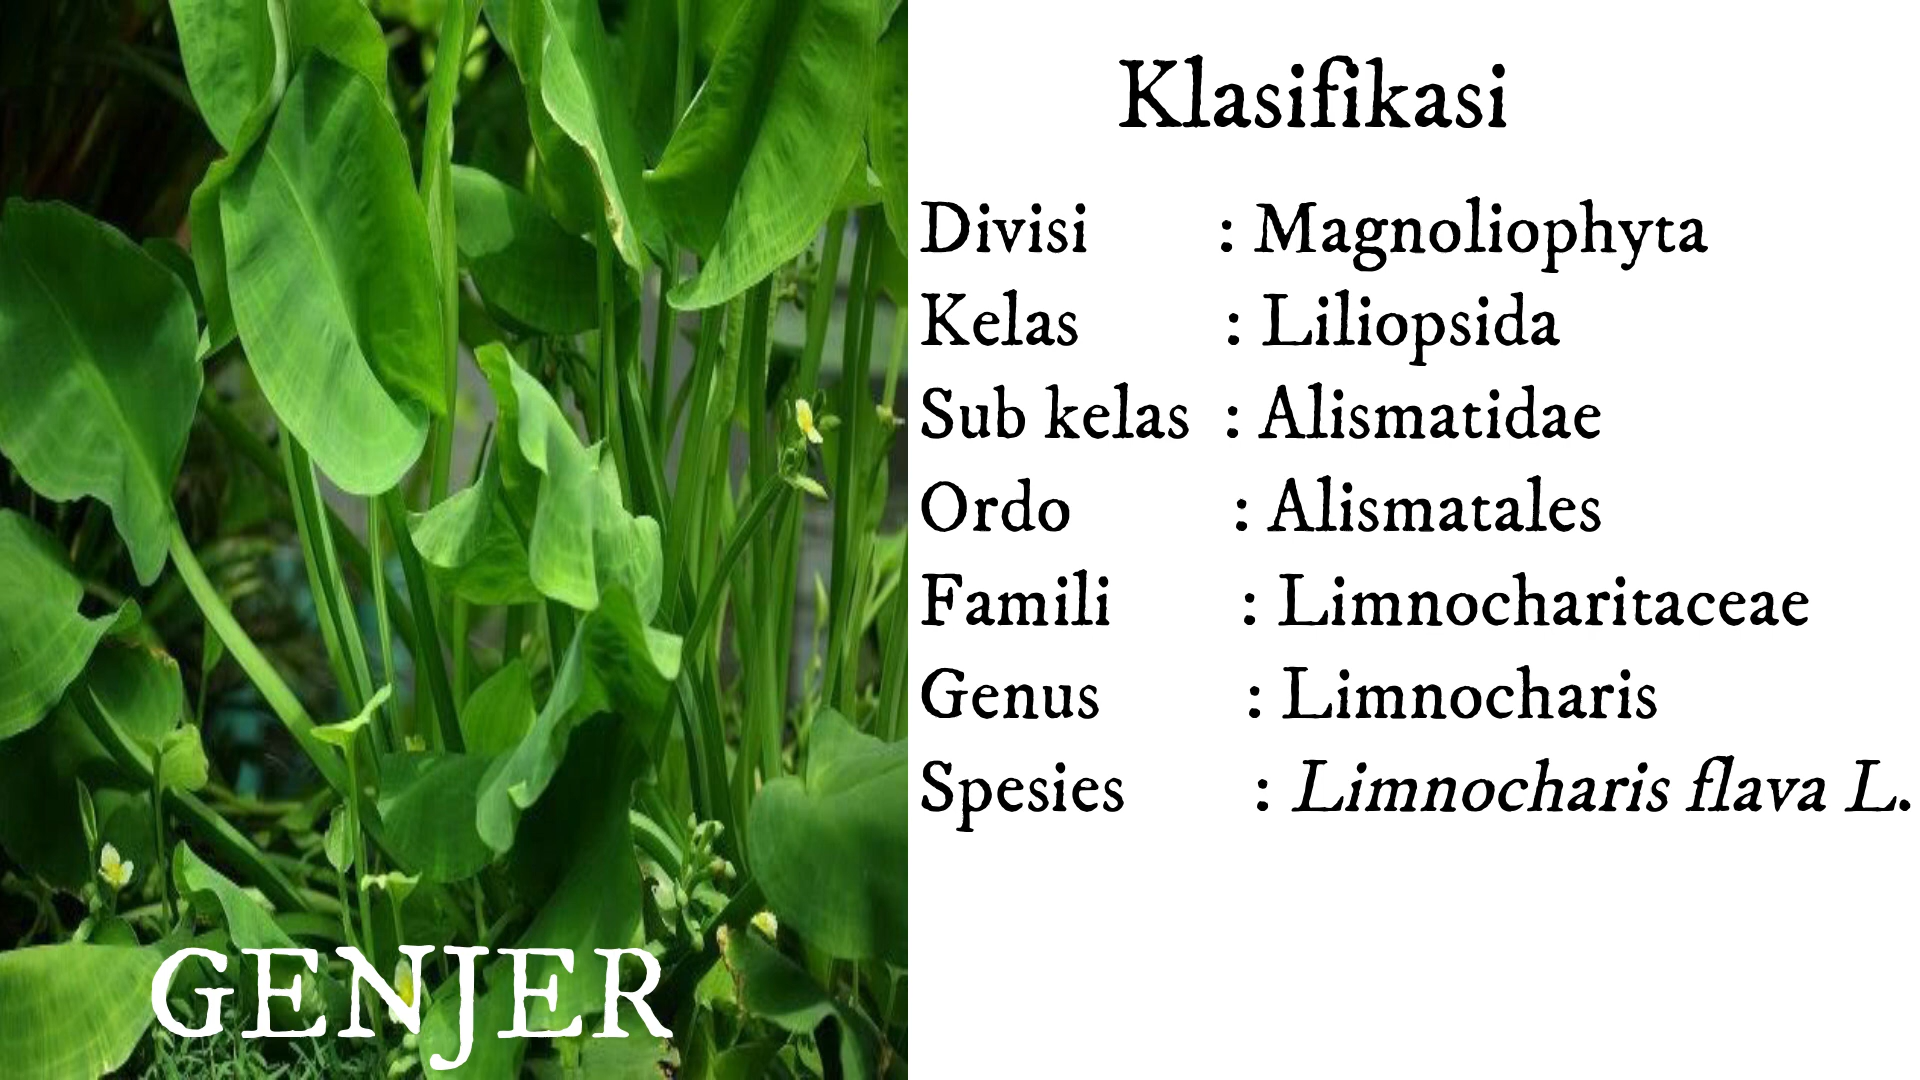 Klasifikasi
Divisi : Magnoliophyta
Kelas : Liliopsida
Sub kelas : Alismatidae
Ordo : Alismatales
Famili : Limnocharitaceae
Genus : Limnocharis
Spesies : Limnocharis flava L.
GENJER